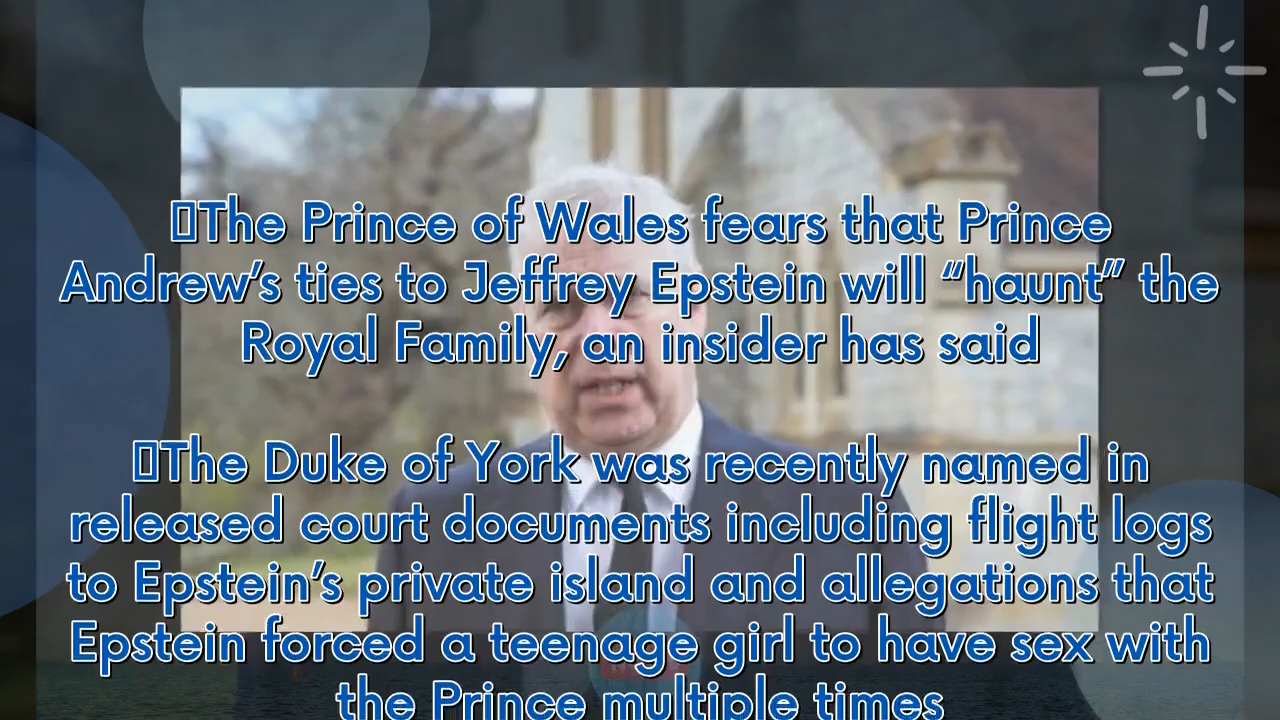 The Prince of Wales fears that Prince
Andrew’s ties to Jeffrey Epstein will “haunt” the
Royal Family, an insider has said
The Duke of York was recently named in
released court documents including flight logs
to Epstein’s private island and allegations that
Epstein forced a teenage girl to have sex with
the Prince multiple times